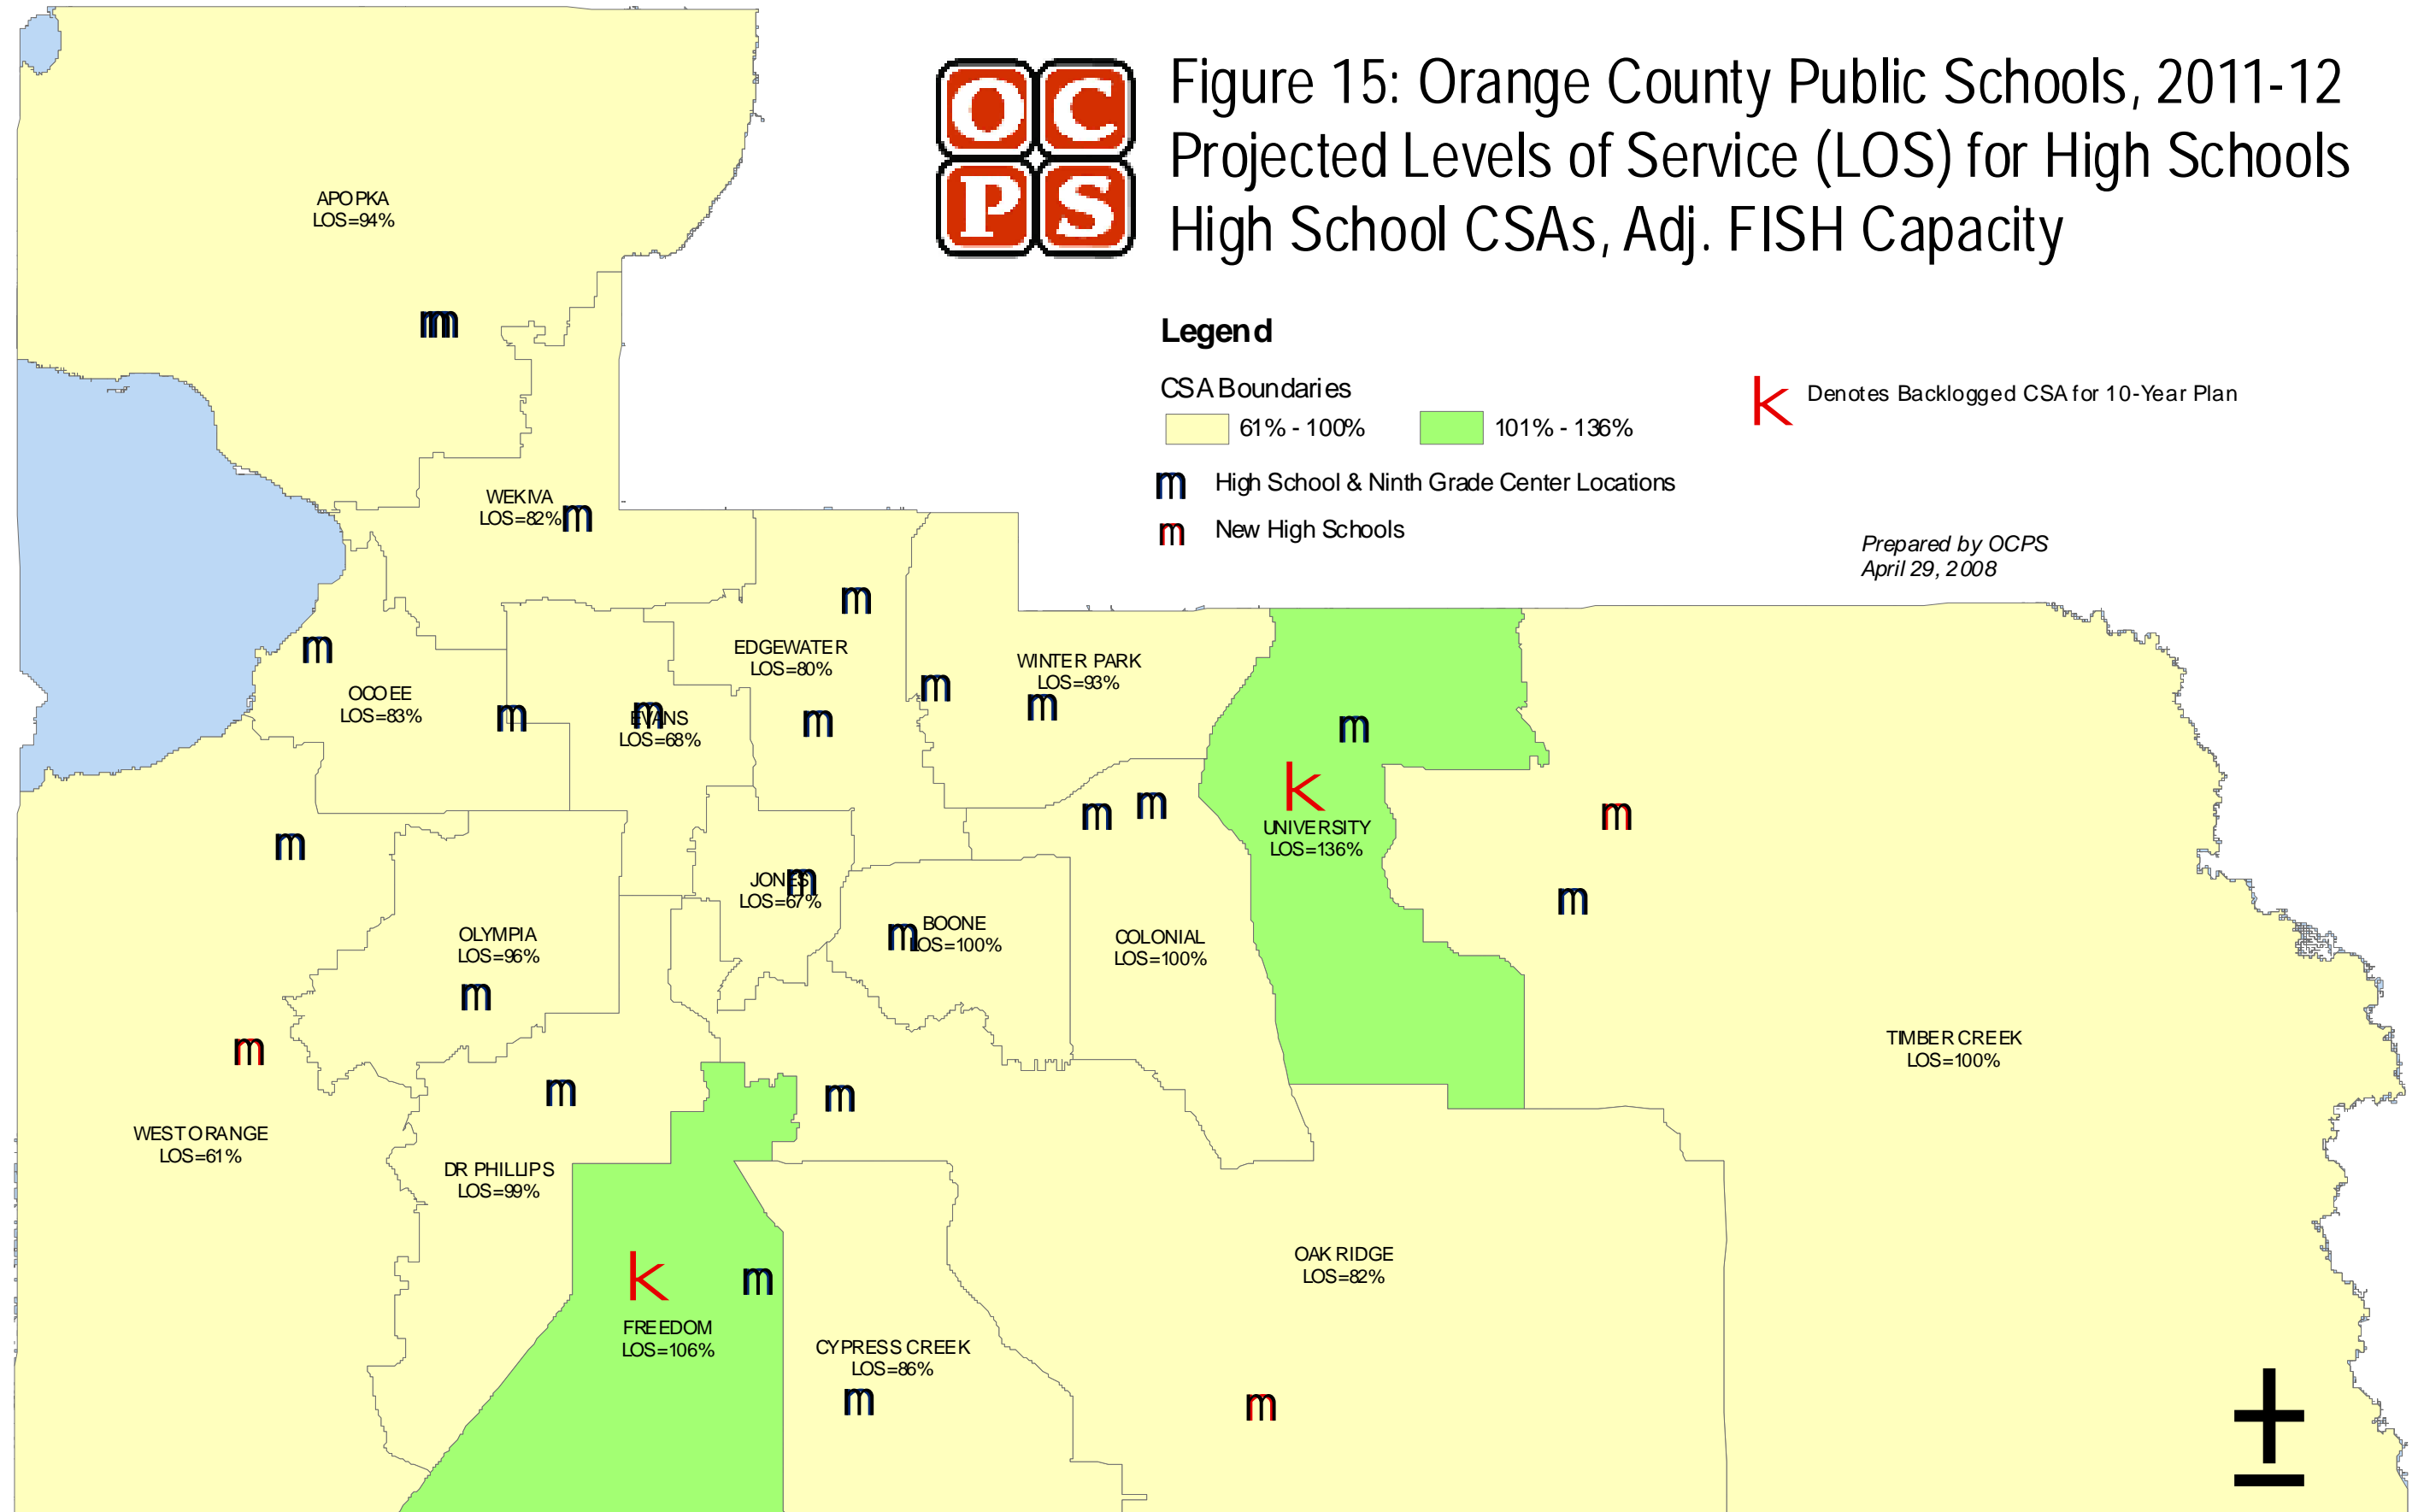 O C
P S
Figure 15: Orange County Public Schools, 2011-12
Projected Levels of Service (LOS) for High Schools
High School CSAs, Adj. FISH Capacity
Legend
CSA Boundaries
61% - 100%
101% - 136%
k Denotes Backlogged CSA for 10-Year Plan
m High School & Ninth Grade Center Locations
m New High Schools
Prepared by OCPS
April 29, 2008
APOPKA
LOS=94%
m
WEKIVA
LOS=82%
m
m
EDGEWATER
LOS=80%
m
m
WINTER PARK
LOS=93%
m
m
OCOEE
LOS=83%
m
m
EVANS
LOS=68%
m
m
k
UNIVERSITY
LOS=136%
m
m
m
m
m
JONES
LOS=67%
m
BOONE
LOS=100%
m
COLONIAL
LOS=100%
OLYMPIA
LOS=96%
m
m
TIMBER CREEK
LOS=100%
WEST ORANGE
LOS=61%
m
DR PHILLIPS
LOS=99%
m
k
m
FREEDOM
LOS=106%
OAK RIDGE
LOS=82%
CYPRESS CREEK
LOS=86%
m
m
±